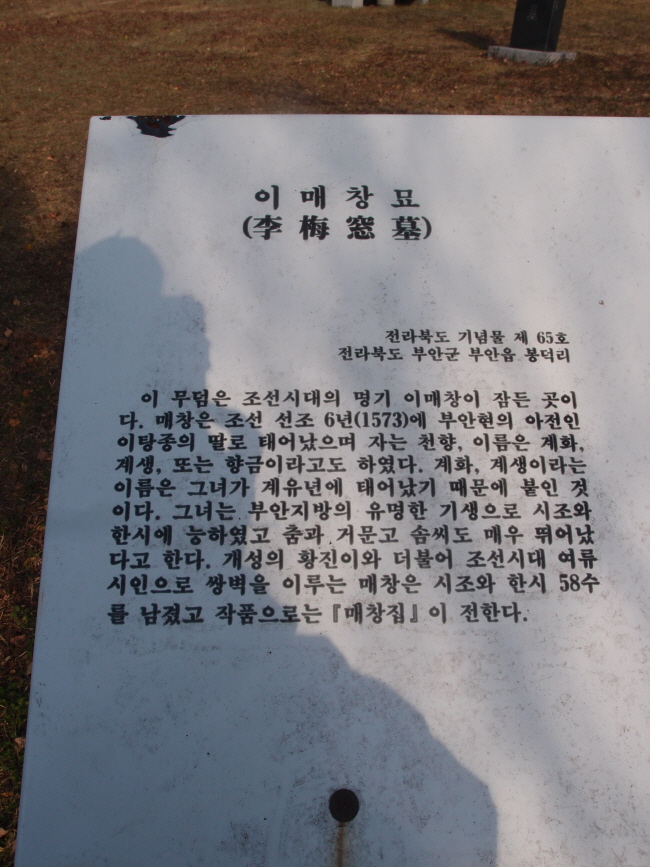 이 매 창 묘
(李 梅 窓 墓)
전라북도 기념물 제 65호
전라북도 부안군 부안읍 봉덕리
이 무덤은 조선시대의 명기 이매창이 잠든 곳이
다. 매창은 조선 선조 6년(1573)에 부안현의 아전인
이탕종의 딸로 태어났으며 자는 천향, 이름은 계화,
계생, 또는 향금이라고도 하였다. 계화, 계생이라는
이름은 그녀가 계유년에 태어났기 때문에 붙인 것
이다. 그녀는 부안지방의 유명한 기생으로 시조와
한시에 능하였고 춤과 거문고 솜씨도 매우 뛰어났
다고 한다. 개성의 황진이와 더불어 조선시대 여류
시인으로 쌍벽을 이루는 매창은 시조와 한시 58수
를 남겼고 작품으로는 『매창집』이 전한다.